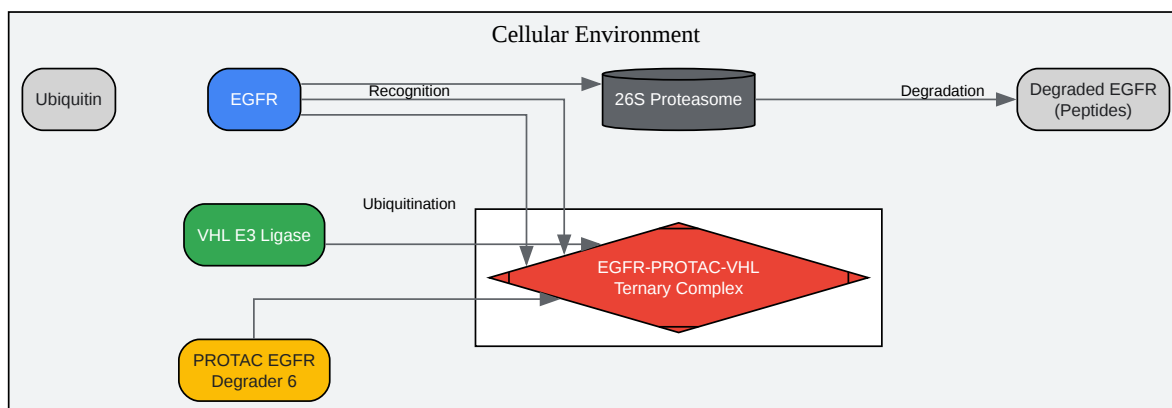 Cellular Environment
Ubiquitin
EGFR
Recognition
26S Proteasome
Degradation
Degraded EGFR
(Peptides)
VHL E3 Ligase
Ubiquitination
EGFR-PROTAC-VHL
Ternary Complex
PROTAC EGFR
Degrader 6